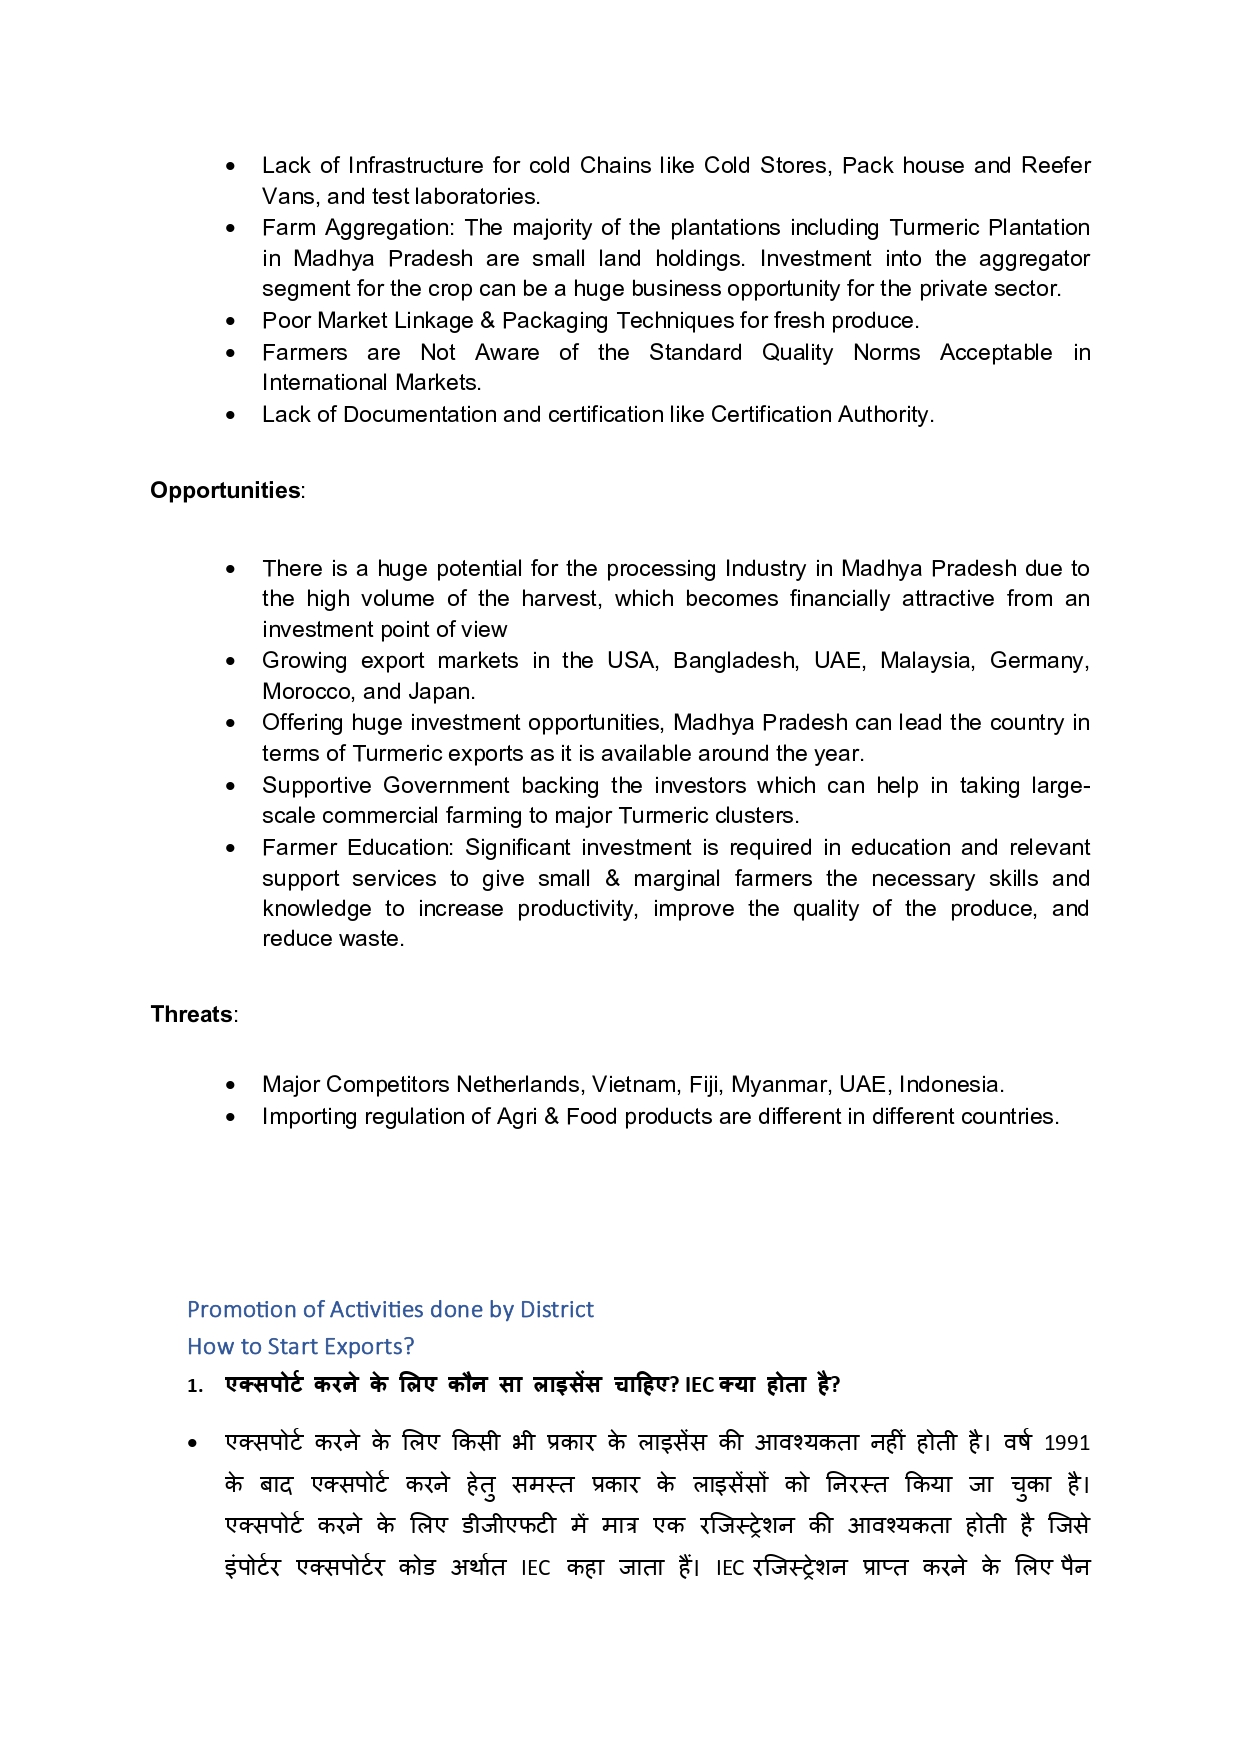 • Lack of Infrastructure for cold Chains like Cold Stores, Pack house and Reefer
Vans, and test laboratories.
• Farm Aggregation: The majority of the plantations including Turmeric Plantation
in Madhya Pradesh are small land holdings. Investment into the aggregator
segment for the crop can be a huge business opportunity for the private sector.
• Poor Market Linkage & Packaging Techniques for fresh produce.
• Farmers are Not Aware of the Standard Quality Norms Acceptable in
International Markets.
• Lack of Documentation and certification like Certification Authority.
Opportunities:
• There is a huge potential for the processing Industry in Madhya Pradesh due to
the high volume of the harvest, which becomes financially attractive from an
investment point of view
• Growing export markets in the USA, Bangladesh, UAE, Malaysia, Germany,
Morocco, and Japan.
• Offering huge investment opportunities, Madhya Pradesh can lead the country in
terms of Turmeric exports as it is available around the year.
• Supportive Government backing the investors which can help in taking large-
scale commercial farming to major Turmeric clusters.
• Farmer Education: Significant investment is required in education and relevant
support services to give small & marginal farmers the necessary skills and
knowledge to increase productivity, improve the quality of the produce, and
reduce waste.
Threats:
• Major Competitors Netherlands, Vietnam, Fiji, Myanmar, UAE, Indonesia.
• Importing regulation of Agri & Food products are different in different countries.
Promotion of Activities done by District
How to Start Exports?
1. एक्सपोर्ट करने के लिए कौन सा लाइसेंस चाहिए? IEC क्या होता है?
• एक्सपोर्ट करने के लिए किसी भी प्रकार के लाइसेंस की आवश्यकता नहीं होती है। वर्ष 1991
के बाद एक्सपोर्ट करने हेतु समस्त प्रकार के लाइसेंसों को निरस्त किया जा चुका है।
एक्सपोर्ट करने के लिए डीजीएफटी में मात्र एक रजिस्ट्रेशन की आवश्यकता होती है जिसे
इंपोर्टर एक्सपोर्टर कोड अर्थात IEC कहा जाता हैं। IEC रजिस्ट्रेशन प्राप्त करने के लिए पैन